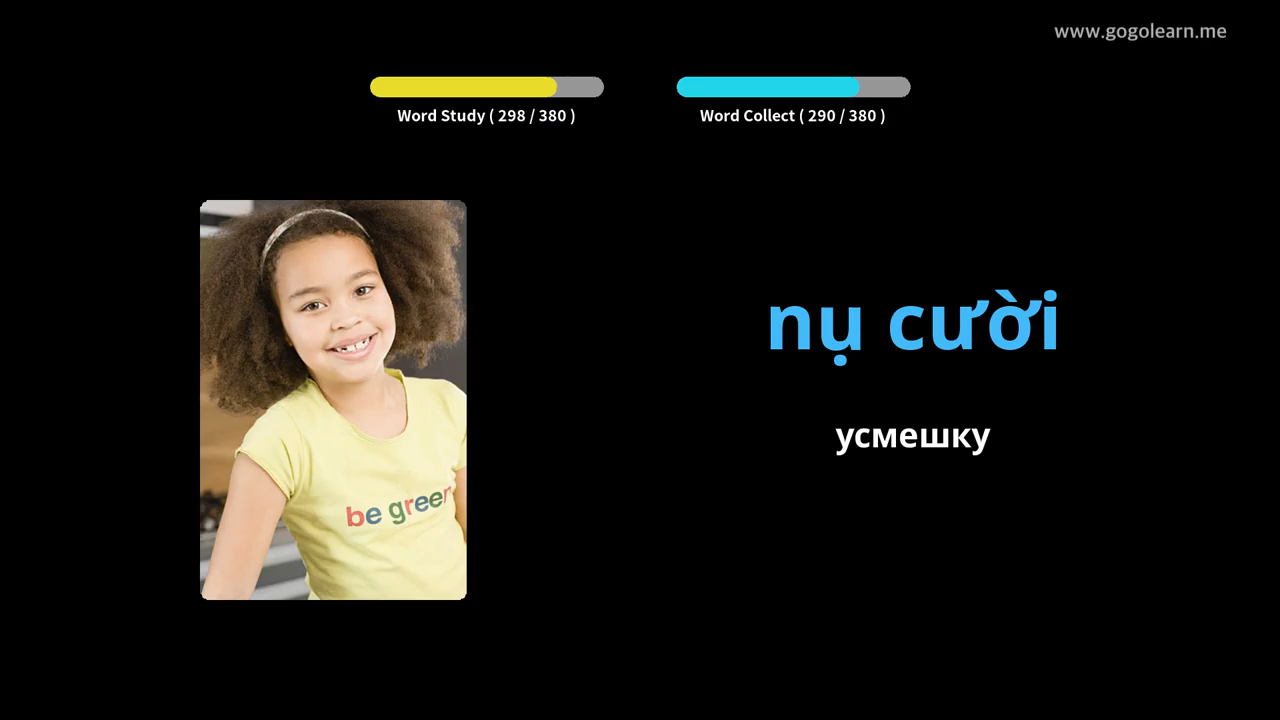 www.gogolearn.me
Word Study ( 298 / 380 )
Word Collect ( 290 / 380 )
nụ cười
усмешку
be green